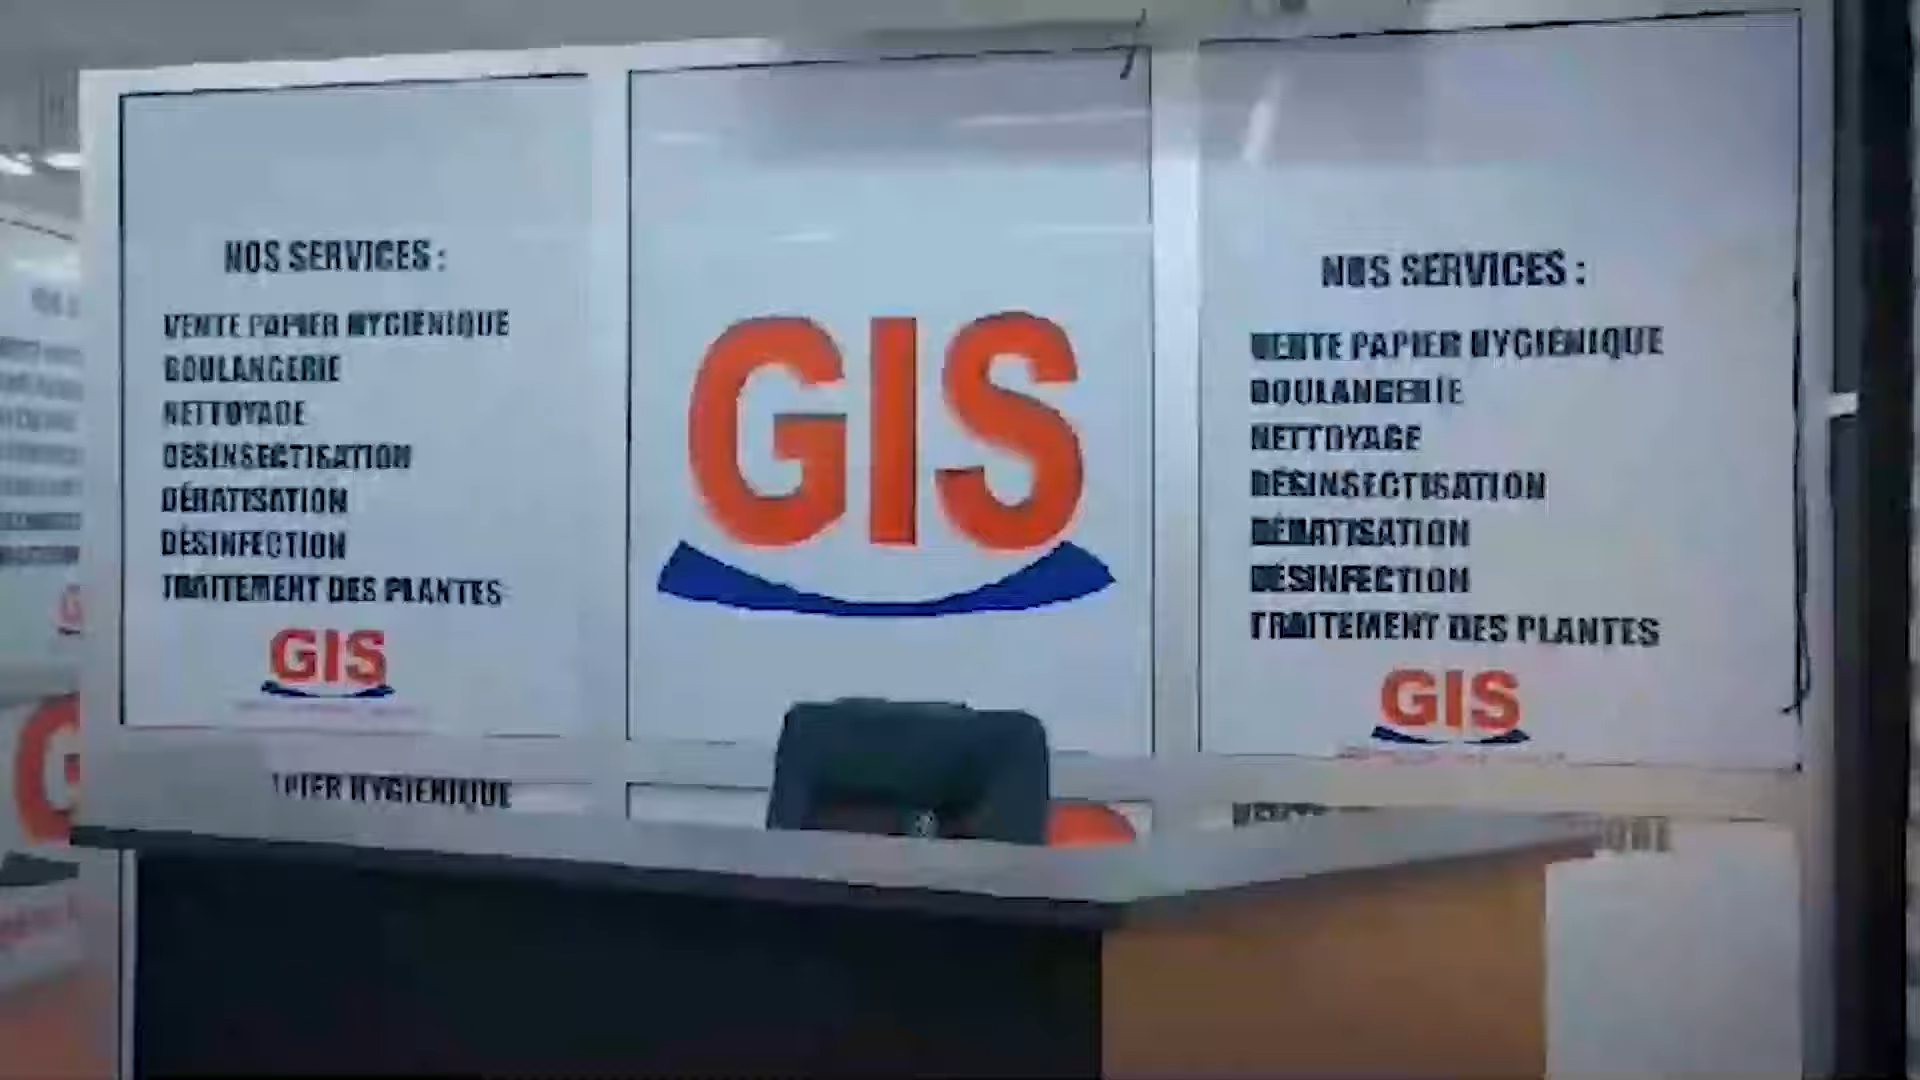 NOS SERVICES :
VENTE PAPIER HYGIENIQUE
BOULANGERIE
NETTOYAGE
DESINSECTISATION
DÉRATISATION
DÉSINFECTION
TRAITEMENT DES PLANTES
GIS
HYGIENIQUE
GIS
NOS SERVICES :
VENTE PAPIER HYGIENIQUE
BOULANGERIE
NETTOYAGE
DESINSECTISATION
DÉRATISATION
DÉSINFECTION
TRAITEMENT DES PLANTES
GIS